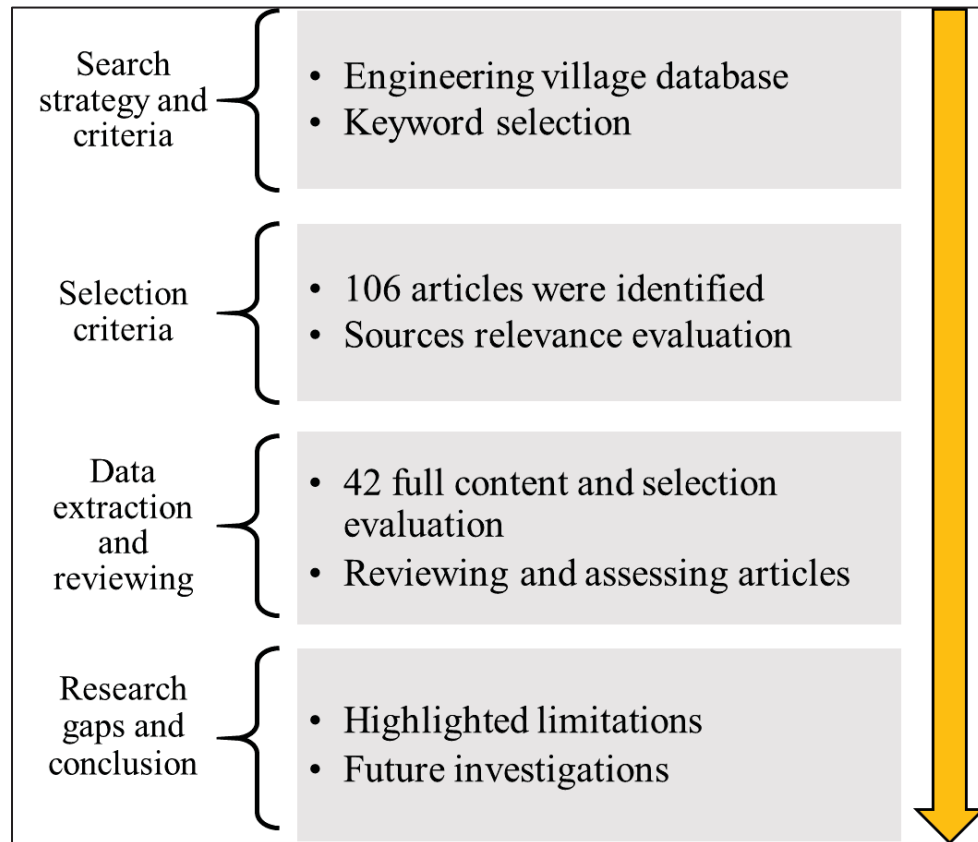 Search
strategy and
criteria
• Engineering village database
• Keyword selection
Selection
criteria
• 106 articles were identified
• Sources relevance evaluation
Data
extraction
and
reviewing
• 42 full content and selection
evaluation
• Reviewing and assessing articles
Research
gaps and
conclusion
• Highlighted limitations
• Future investigations